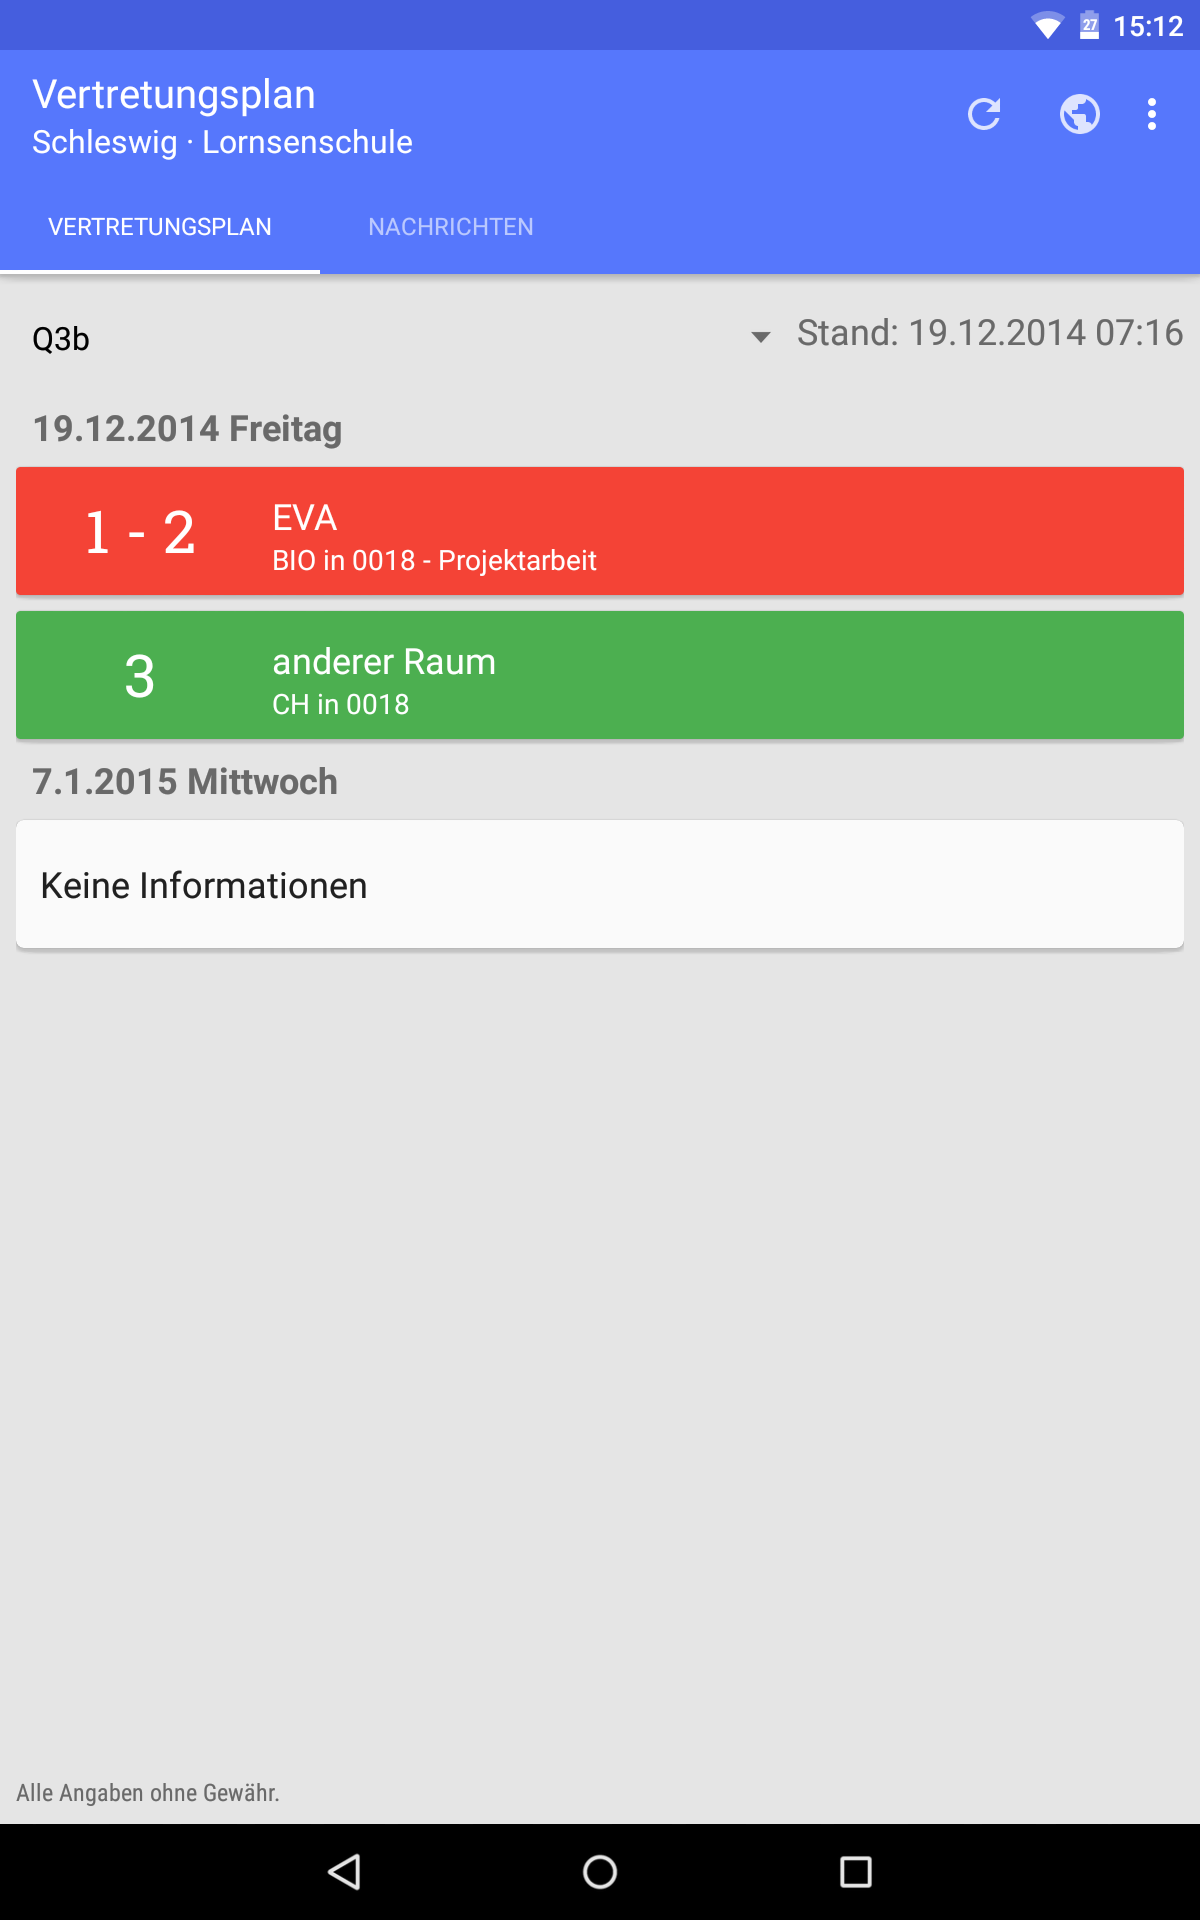 27 15:12
Vertretungsplan
Schleswig · Lornsenschule
VERTRETUNGSPLAN NACHRICHTEN
Q3b Stand: 19.12.2014 07:16
19.12.2014 Freitag
1 - 2
EVA
BIO in 0018 - Projektarbeit
3
anderer Raum
CH in 0018
7.1.2015 Mittwoch
Keine Informationen
Alle Angaben ohne Gewähr.